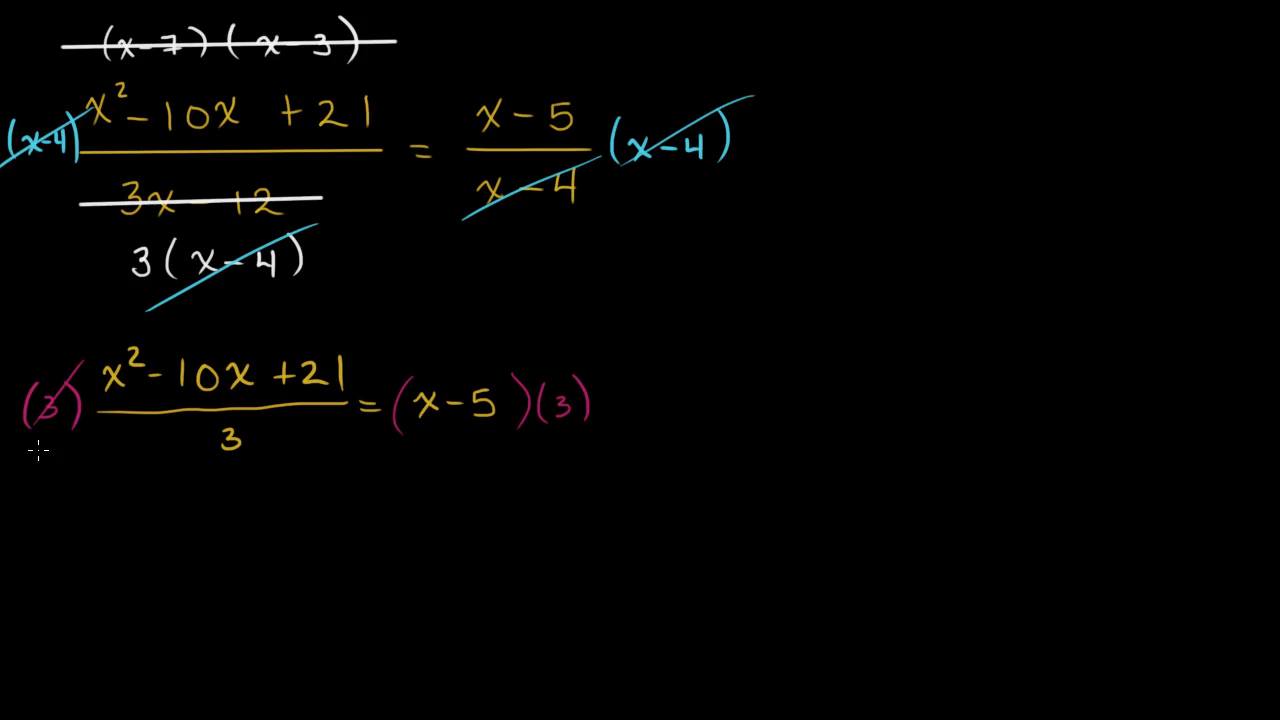 (x-7)(x-3)
(x-4) x²-10x+21 = x-5 (x-4)
3x-12 x-4
3(x-4)
(3) x²-10x+21 = (x-5)(3)
3